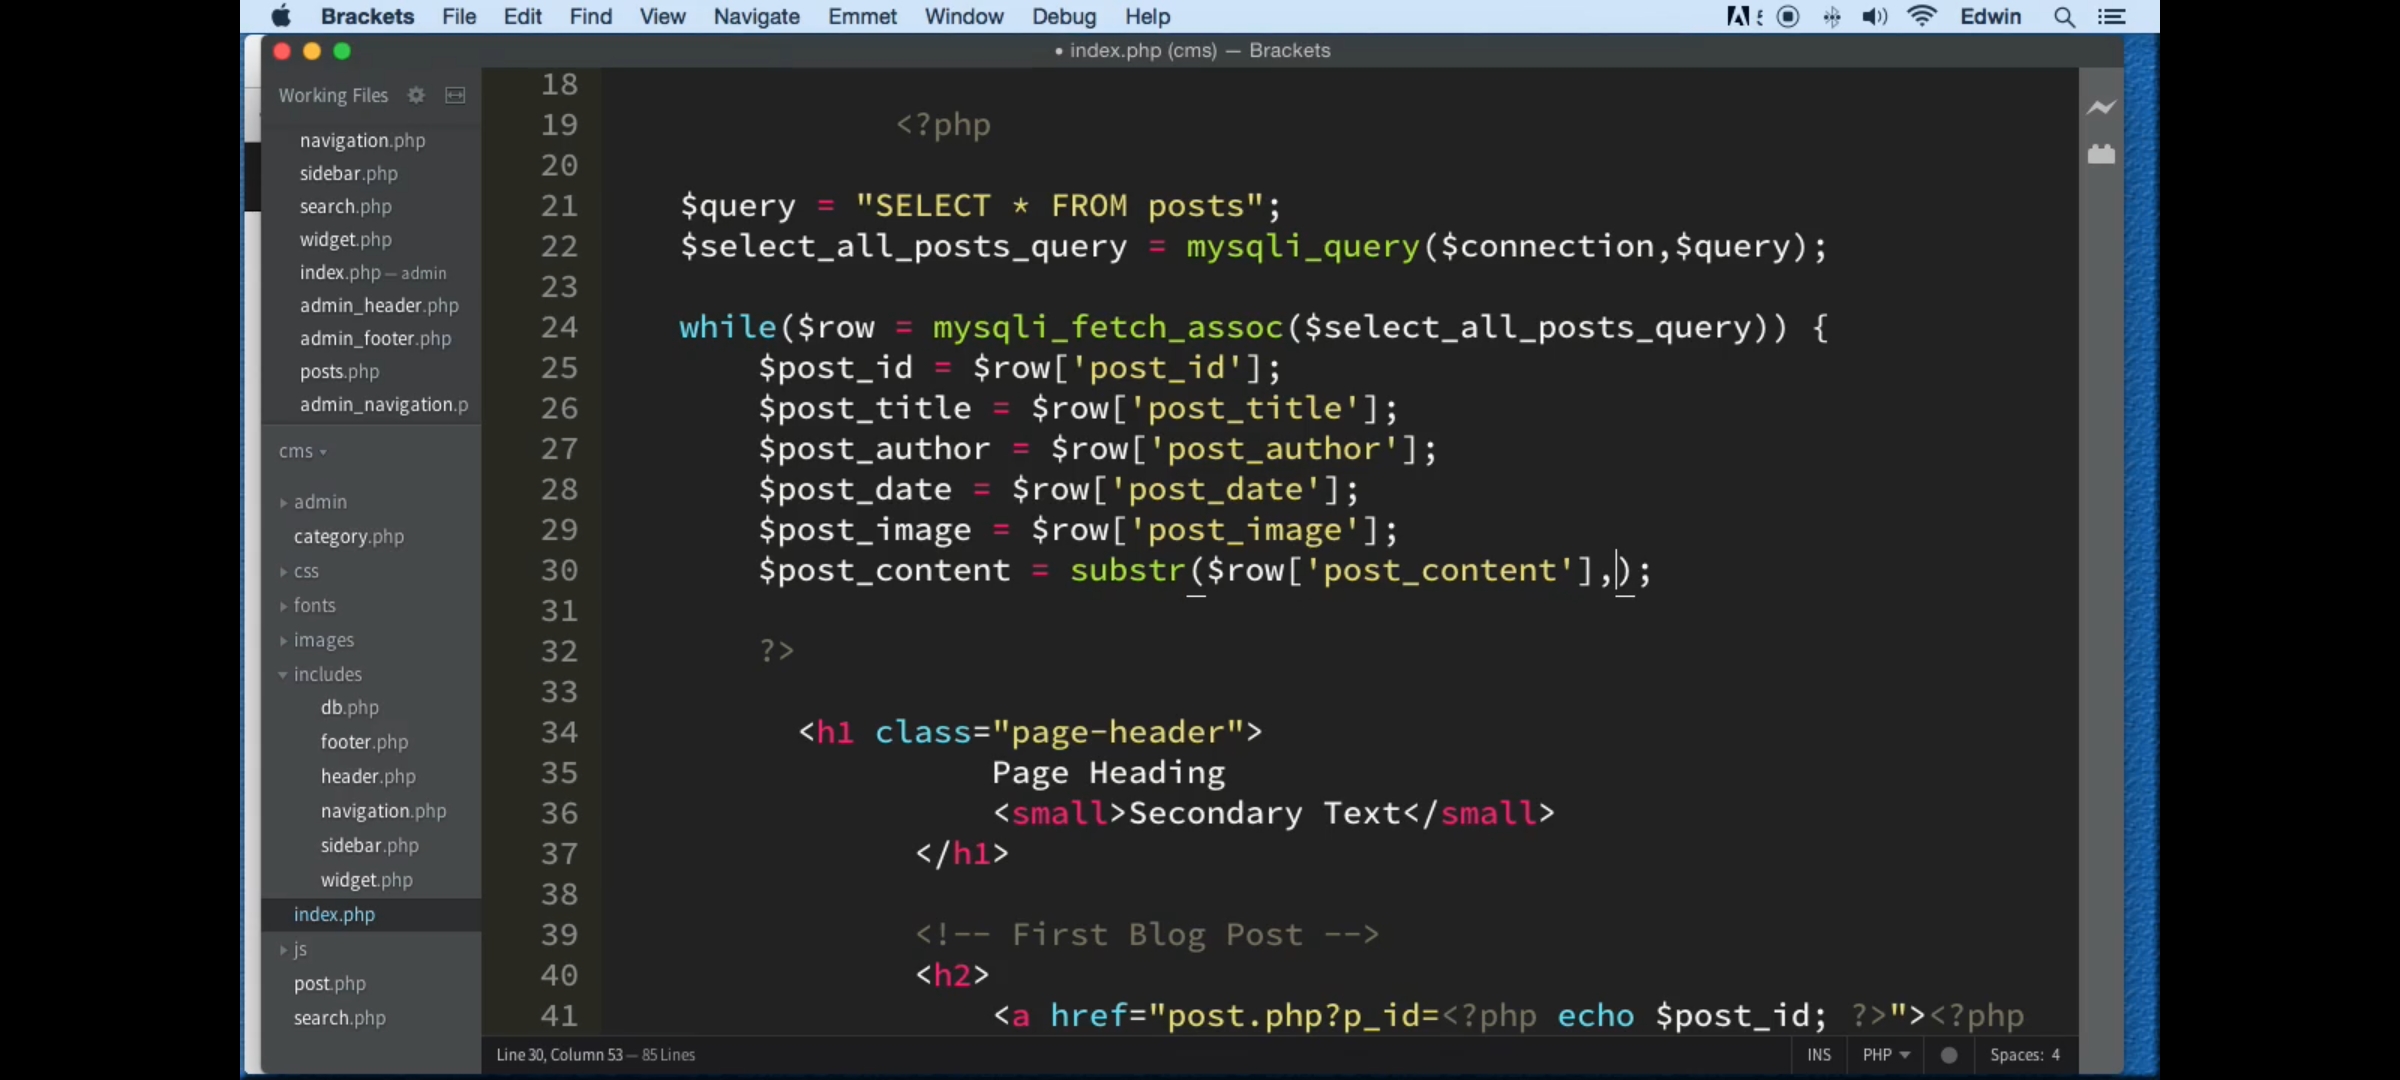 Brackets File Edit Find View Navigate Emmet Window Debug Help Edwin
• index.php (cms) — Brackets
Working Files
navigation.php
sidebar.php
search.php
widget.php
index.php — admin
admin_header.php
admin_footer.php
posts.php
admin_navigation.p
cms
admin
category.php
css
fonts
images
includes
db.php
footer.php
header.php
navigation.php
sidebar.php
widget.php
index.php
js
post.php
search.php
18
19 <?php
20
21 $query = "SELECT * FROM posts";
22 $select_all_posts_query = mysqli_query($connection,$query);
23
24 while($row = mysqli_fetch_assoc($select_all_posts_query)) {
25 $post_id = $row['post_id'];
26 $post_title = $row['post_title'];
27 $post_author = $row['post_author'];
28 $post_date = $row['post_date'];
29 $post_image = $row['post_image'];
30 $post_content = substr($row['post_content'],);
31
32 ?>
33
34 <h1 class="page-header">
35 Page Heading
36 <small>Secondary Text</small>
37 </h1>
38
39 <!-- First Blog Post -->
40 <h2>
41 <a href="post.php?p_id=<?php echo $post_id; ?>"><?php
Line 30, Column 53 — 85 Lines INS PHP Spaces: 4